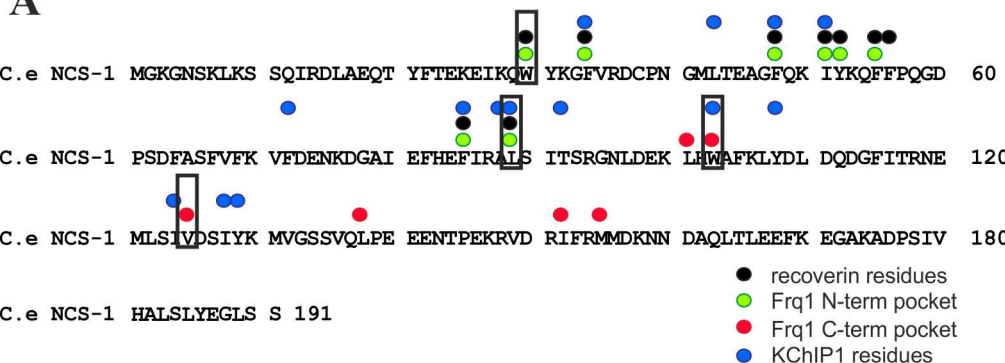 A
C.e NCS-1 MGKGNSKLKS SQIRDLAEQT YFTEKEIKQW YKGFVRDCPN GMLTEAGFQK IYKQFFPQGD 60
C.e NCS-1 PSDFASFVFK VFDENKDGAI EFHEFIRALS ITSRGNLDEK LHWAFKLYDL DQDGFITRNE 120
C.e NCS-1 MLSIVDSIYK MVGSSVQLPE EENTPEKRVD RIFRMMDKNN DAQLTLEEFK EGAKADPSIV 180
C.e NCS-1 HALSLYEGLS S 191
recoverin residues
Frq1 N-term pocket
Frq1 C-term pocket
KChIP1 residues